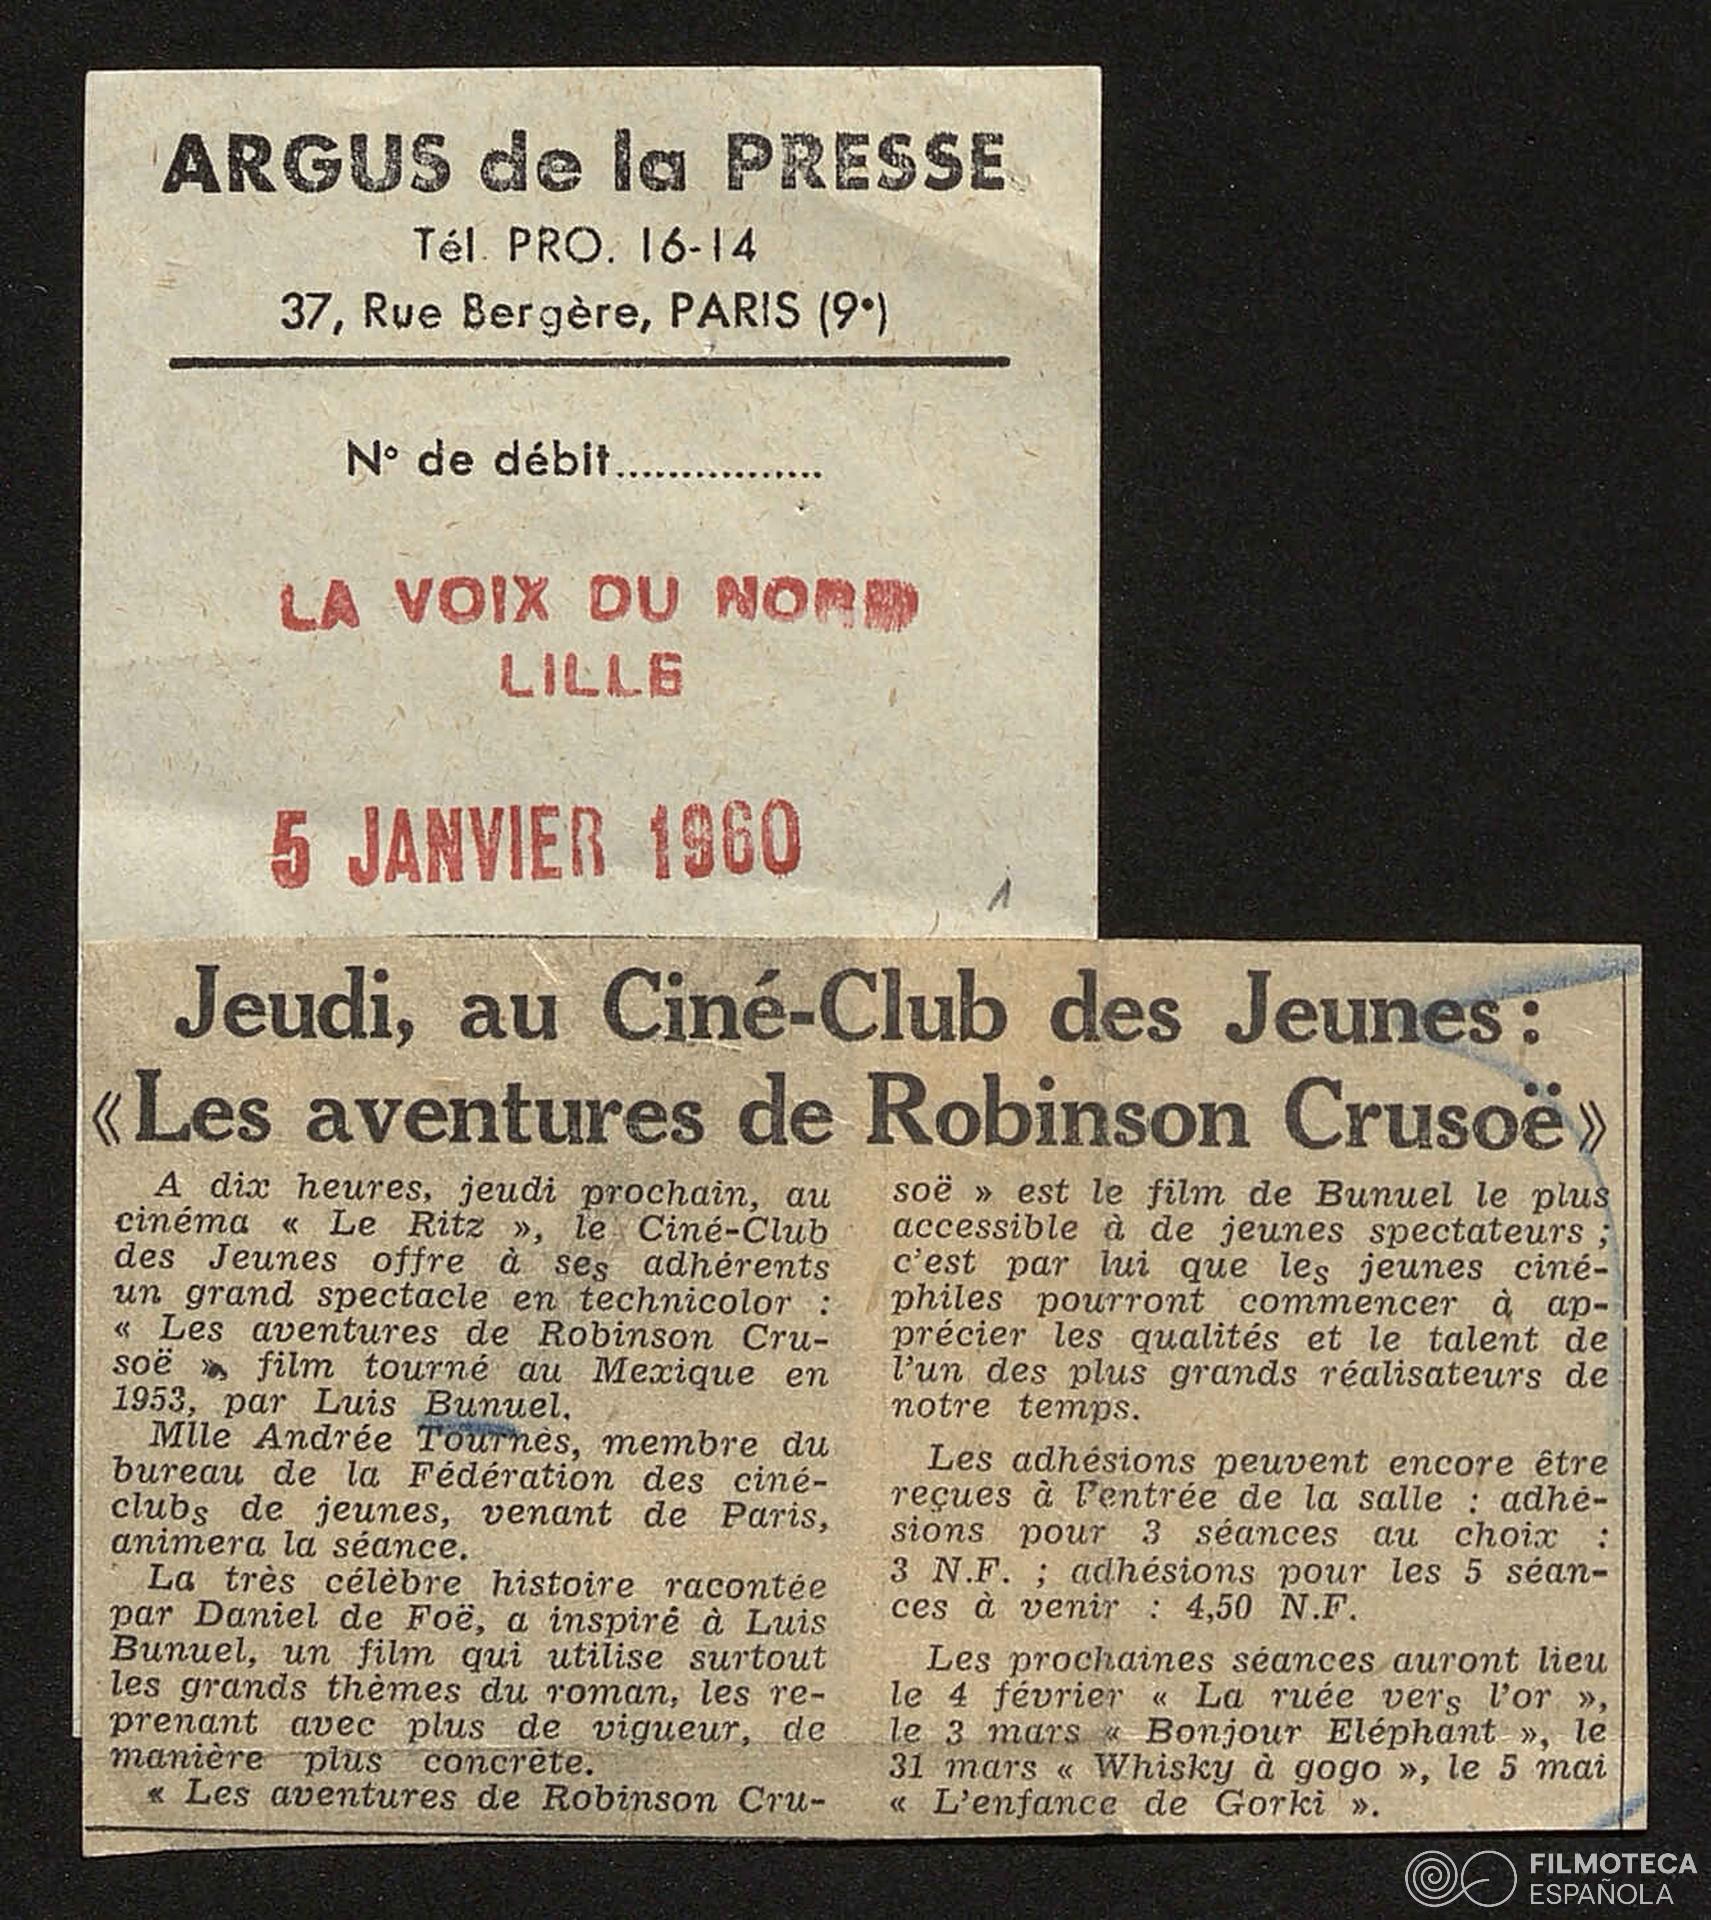 ARGUS de la PRESSE
Tél. PRO. 16-14
37, Rue Bergère, PARIS (9e)
N° de débit................
LA VOIX DU NORD
LILLE
5 JANVIER 1960
1
Jeudi, au Ciné-Club des Jeunes :
« Les aventures de Robinson Crusoë »
A dix heures, jeudi prochain, au
cinéma « Le Ritz », le Ciné-Club
des Jeunes offre à ses adhérents
un grand spectacle en technicolor :
« Les aventures de Robinson Cru-
soë », film tourné au Mexique en
1953, par Luis Bunuel.
Mlle Andrée Tournès, membre du
bureau de la Fédération des ciné-
clubs de jeunes, venant de Paris,
animera la séance.
La très célèbre histoire racontée
par Daniel de Foë, a inspiré à Luis
Bunuel, un film qui utilise surtout
les grands thèmes du roman, les re-
prenant avec plus de vigueur, de
manière plus concrète.
« Les aventures de Robinson Cru-
soë » est le film de Bunuel le plus
accessible à de jeunes spectateurs ;
c'est par lui que les jeunes ciné-
philes pourront commencer à ap-
précier les qualités et le talent de
l'un des plus grands réalisateurs de
notre temps.
Les adhésions peuvent encore être
reçues à l'entrée de la salle : adhé-
sions pour 3 séances au choix :
3 N.F. ; adhésions pour les 5 séan-
ces à venir : 4,50 N.F.
Les prochaines séances auront lieu
le 4 février « La ruée vers l'or »,
le 3 mars « Bonjour Eléphant », le
31 mars « Whisky à gogo », le 5 mai
« L'enfance de Gorki ».
FILMOTECA
ESPAÑOLA